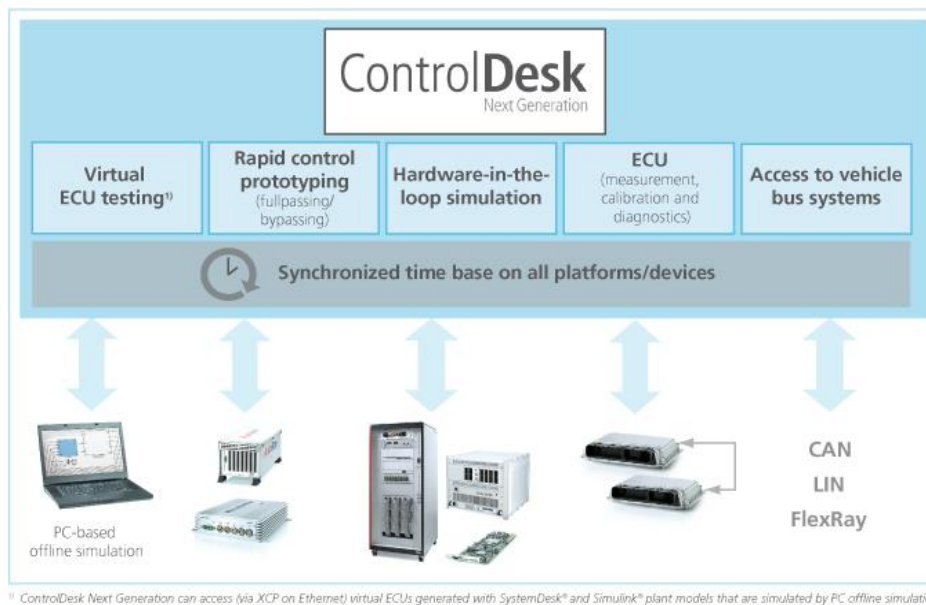 ControlDesk
Next Generation
Virtual
ECU testing¹⁾
Rapid control
prototyping
(fullpassing/
bypassing)
Hardware-in-the-
loop simulation
ECU
(measurement,
calibration and
diagnostics)
Access to vehicle
bus systems
Synchronized time base on all platforms/devices
PC-based
offline simulation
CAN
LIN
FlexRay
¹⁾ ControlDesk Next Generation can access (via XCP on Ethernet) virtual ECUs generated with SystemDesk® and Simulink® plant models that are simulated by PC offline simulati